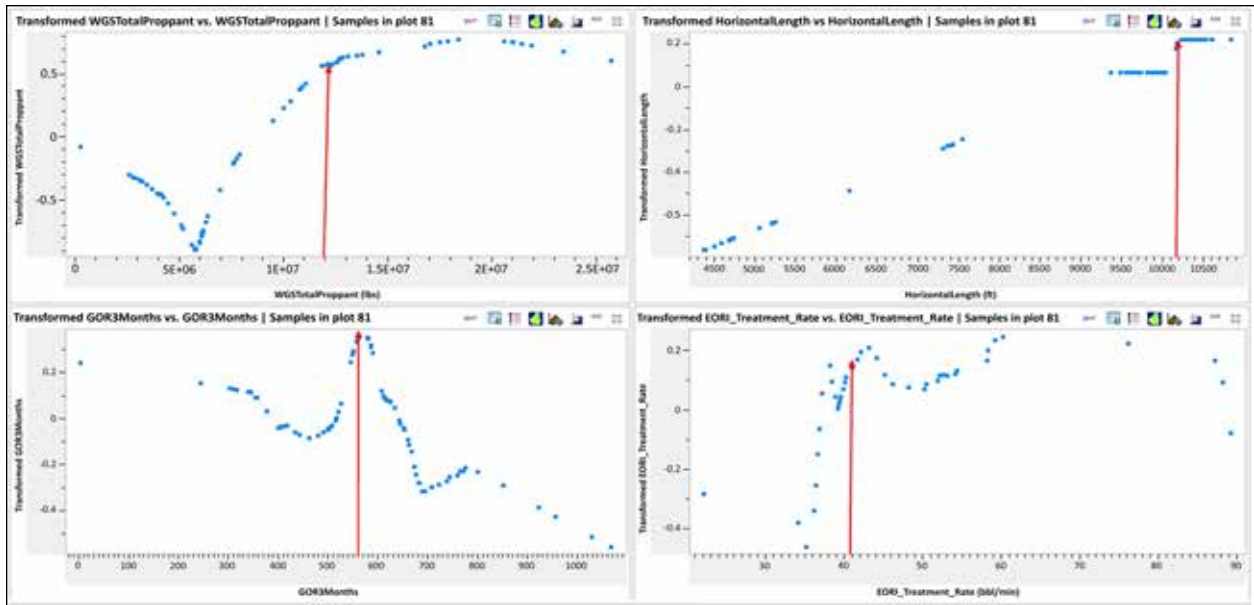 Transformed WGSTotalProppant vs. WGSTotalProppant | Samples in plot 81
Transformed WGSTotalProppant
0.5
0
-0.5
0
5E+06
1E+07
1.5E+07
2E+07
2.5E+07
WGSTotalProppant (lbs)
Transformed HorizontalLength vs HorizontalLength | Samples in plot 81
Transformed HorizontalLength
0.2
0
-0.2
-0.4
-0.5
4500 5000 5500 6000 6500 7000 7500 8000 8500 9000 9500 10000 10500
HorizontalLength (ft)
Transformed GOR3Months vs. GOR3Months | Samples in plot 81
Transformed GOR3Months
0.2
0
-0.2
-0.4
0 100 200 300 400 500 600 700 800 900 1000
GOR3Months
Transformed EORI_Treatment_Rate vs. EORI_Treatment_Rate | Samples in plot 81
Transformed EORI_Treatment_Rate
0.2
0
-0.2
-0.4
30 40 50 60 70 80 90
EORI_Treatment_Rate (bbl/min)